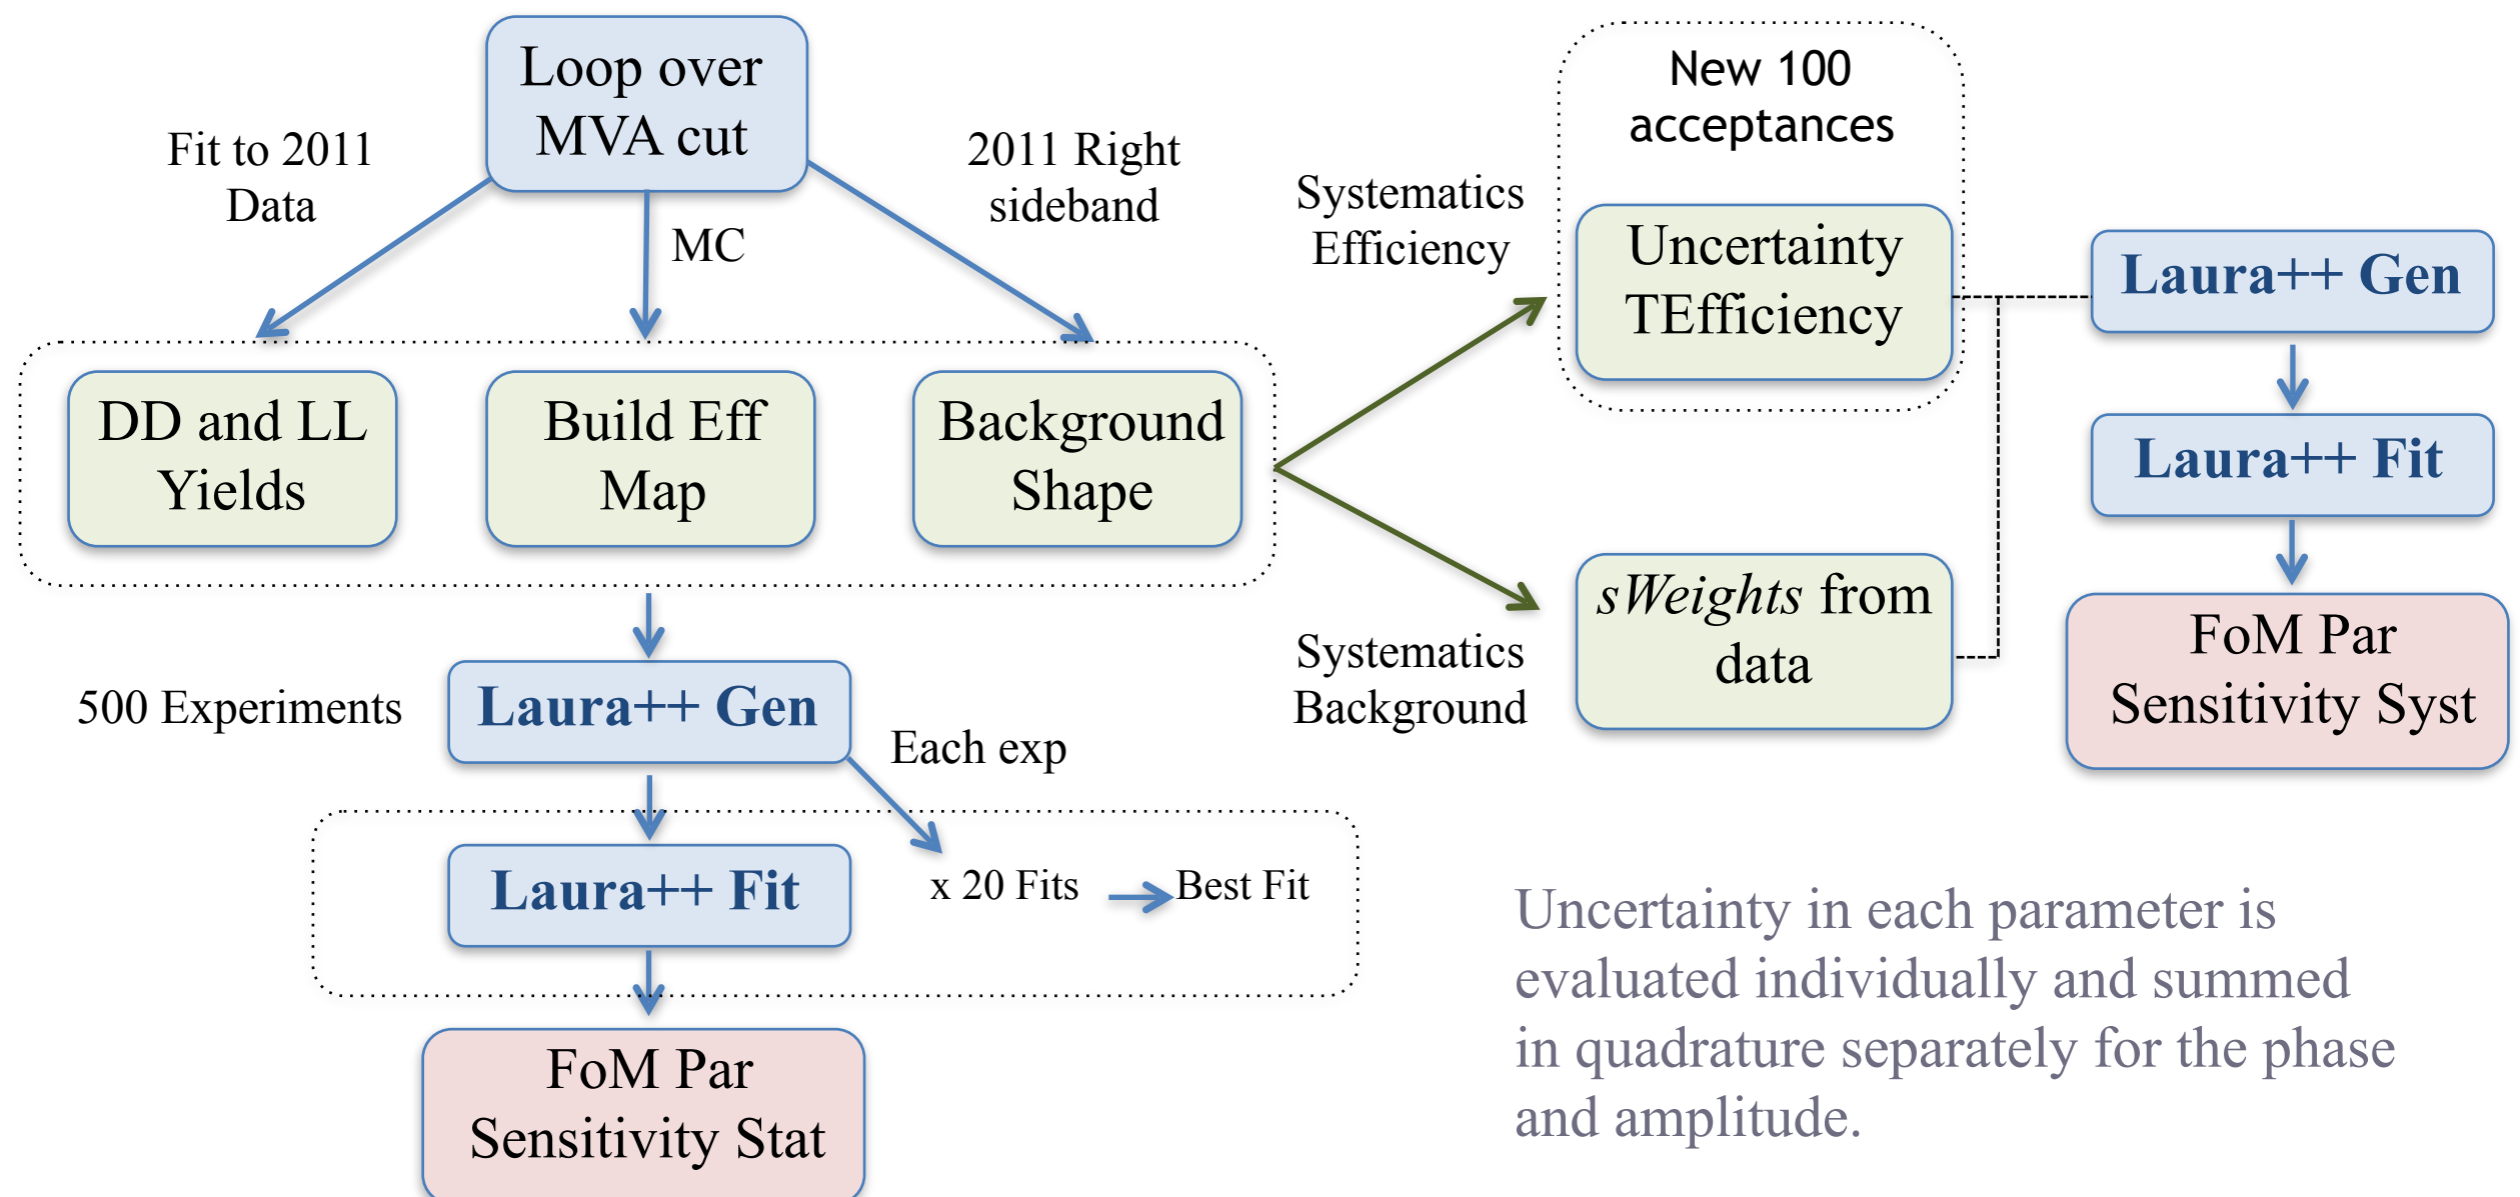 Loop over
MVA cut
Fit to 2011
Data
MC
2011 Right
sideband
DD and LL
Yields
Build Eff
Map
Background
Shape
500 Experiments
Laura++ Gen
Each exp
Laura++ Fit
x 20 Fits
Best Fit
FoM Par
Sensitivity Stat
Systematics
Efficiency
New 100
acceptances
Uncertainty
TEfficiency
Systematics
Background
sWeights from
data
Laura++ Gen
Laura++ Fit
FoM Par
Sensitivity Syst
Uncertainty in each parameter is
evaluated individually and summed
in quadrature separately for the phase
and amplitude.